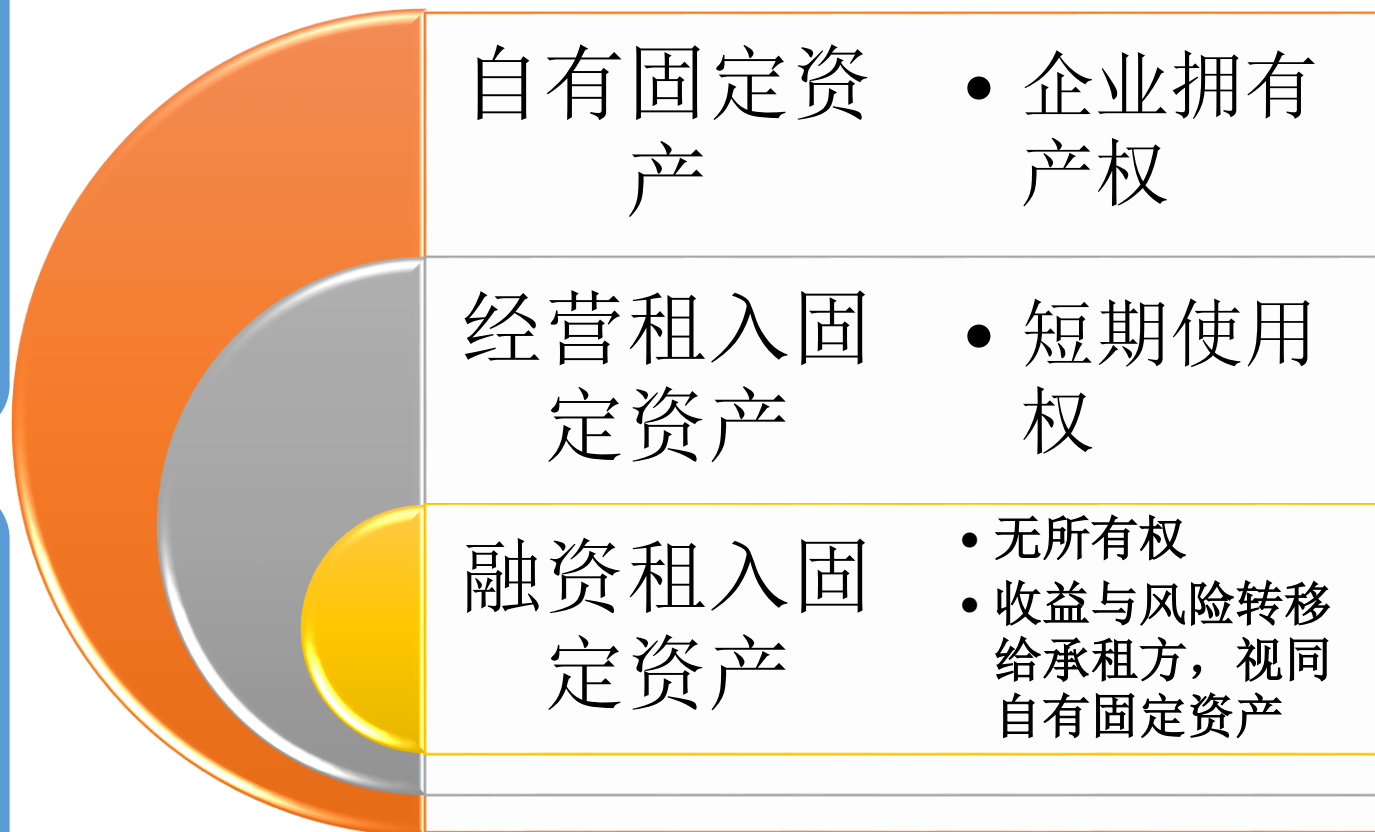 自有固定资
产
• 企业拥有
产权
经营租入固
定资产
• 短期使用
权
融资租入固
定资产
• 无所有权
• 收益与风险转移
给承租方，视同
自有固定资产